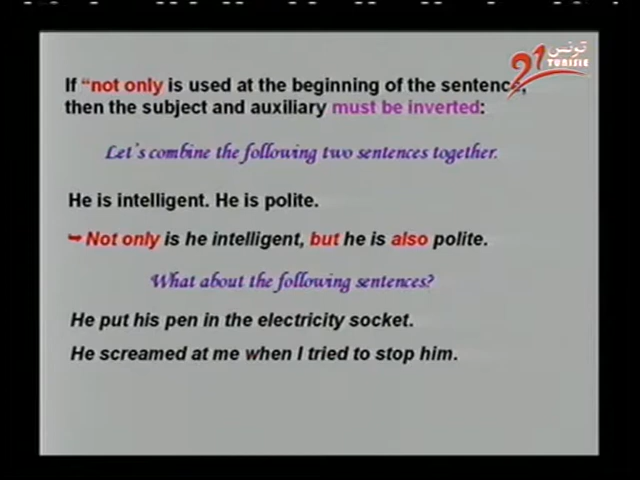 If “not only is used at the beginning of the sentence,
then the subject and auxiliary must be inverted:
Let's combine the following two sentences together.
He is intelligent. He is polite.
Not only is he intelligent, but he is also polite.
What about the following sentences?
He put his pen in the electricity socket.
He screamed at me when I tried to stop him.
تونس
21
TUNISIE